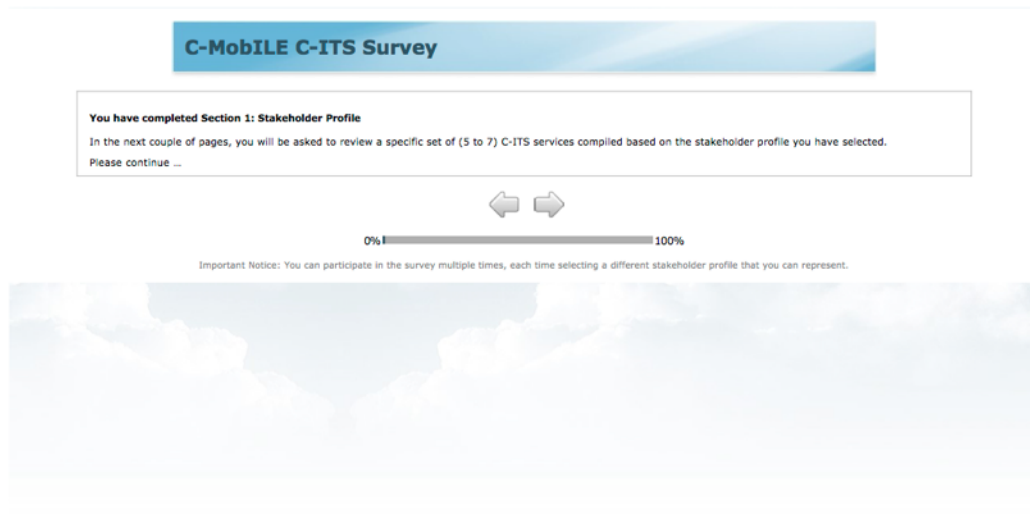 C-MobILE C-ITS Survey
You have completed Section 1: Stakeholder Profile
In the next couple of pages, you will be asked to review a specific set of (5 to 7) C-ITS services compiled based on the stakeholder profile you have selected.
Please continue ...
0% 100%
Important Notice: You can participate in the survey multiple times, each time selecting a different stakeholder profile that you can represent.